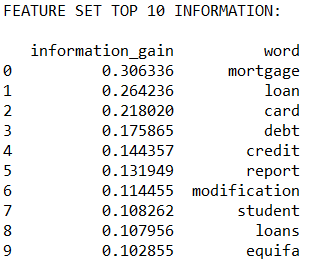 FEATURE SET TOP 10 INFORMATION:
information_gain word
0 0.306336 mortgage
1 0.264236 loan
2 0.218020 card
3 0.175865 debt
4 0.144357 credit
5 0.131949 report
6 0.114455 modification
7 0.108262 student
8 0.107956 loans
9 0.102855 equifa